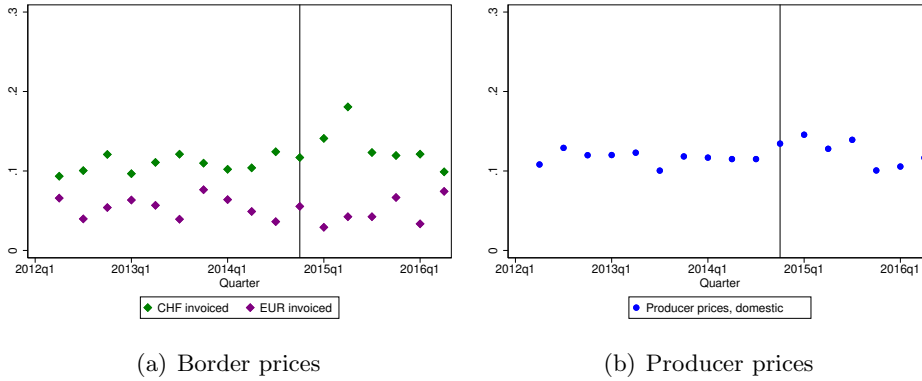 .3
.2
.1
0
2012q1 2013q1 2014q1 2015q1 2016q1
Quarter
CHF invoiced EUR invoiced
(a) Border prices
.3
.2
.1
0
2012q1 2013q1 2014q1 2015q1 2016q1
Quarter
Producer prices, domestic
(b) Producer prices